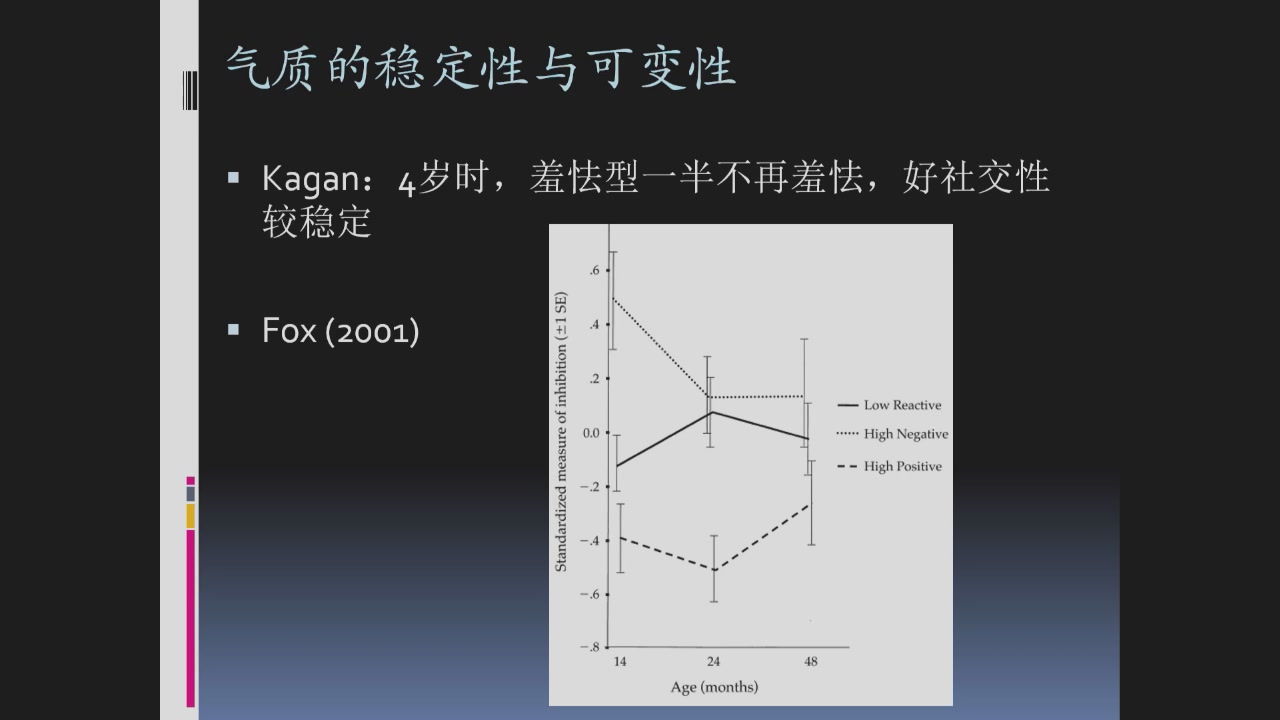 气质的稳定性与可变性
Kagan：4岁时，羞怯型一半不再羞怯，好社交性
较稳定
Fox (2001)
Standardized measure of inhibition (±1 SE)
.6
.4
.2
0.0
−.2
−.4
−.6
−.8
14 24 48
Age (months)
Low Reactive
High Negative
High Positive